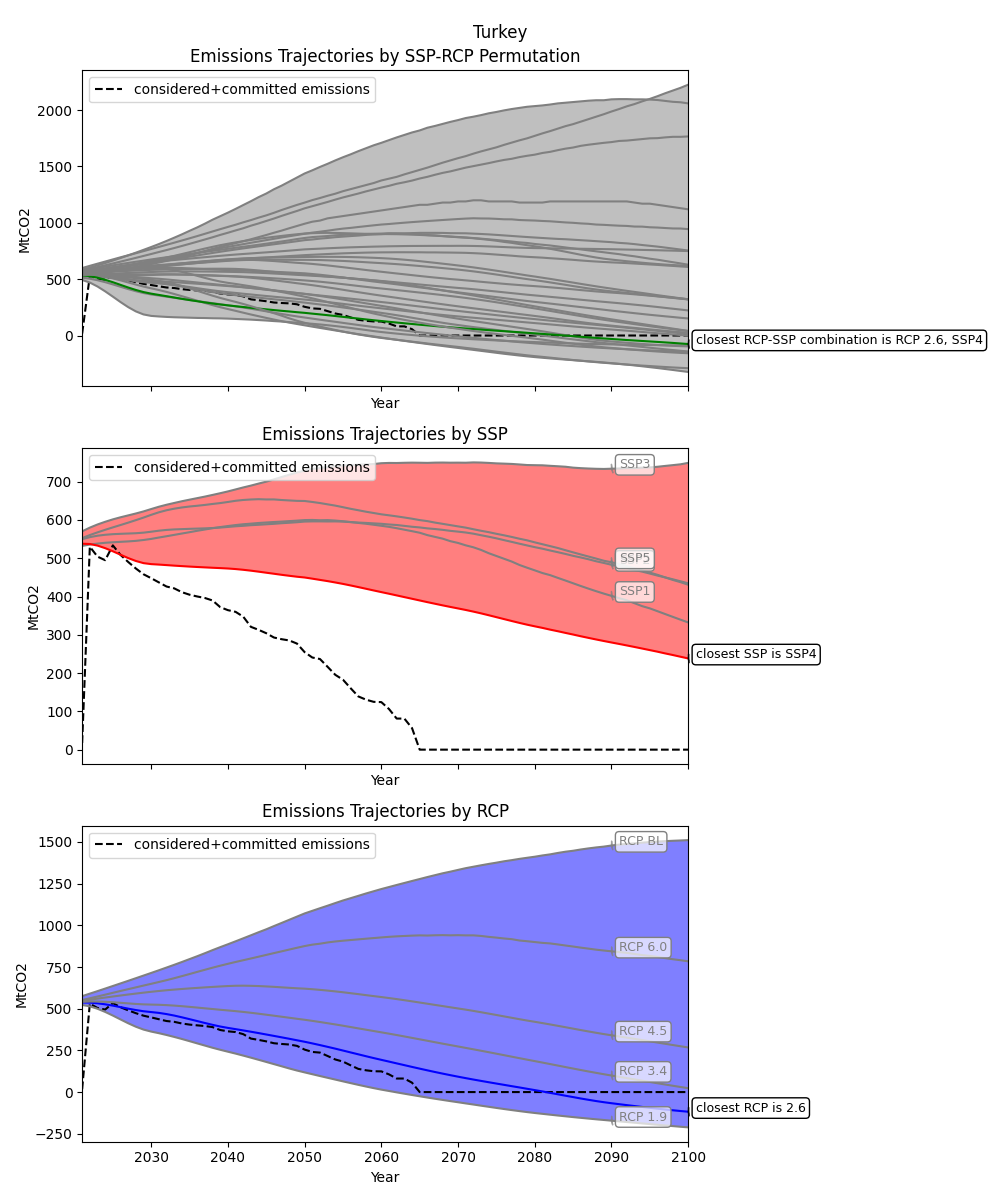 Turkey
Emissions Trajectories by SSP-RCP Permutation
considered+committed emissions
MtCO2
2000
1500
1000
500
0
closest RCP-SSP combination is RCP 2.6, SSP4
Year
Emissions Trajectories by SSP
considered+committed emissions
MtCO2
700
600
500
400
300
200
100
0
SSP3
SSP5
SSP1
closest SSP is SSP4
Year
Emissions Trajectories by RCP
considered+committed emissions
MtCO2
1500
1250
1000
750
500
250
0
−250
RCP BL
RCP 6.0
RCP 4.5
RCP 3.4
RCP 1.9
closest RCP is 2.6
2030 2040 2050 2060 2070 2080 2090 2100
Year